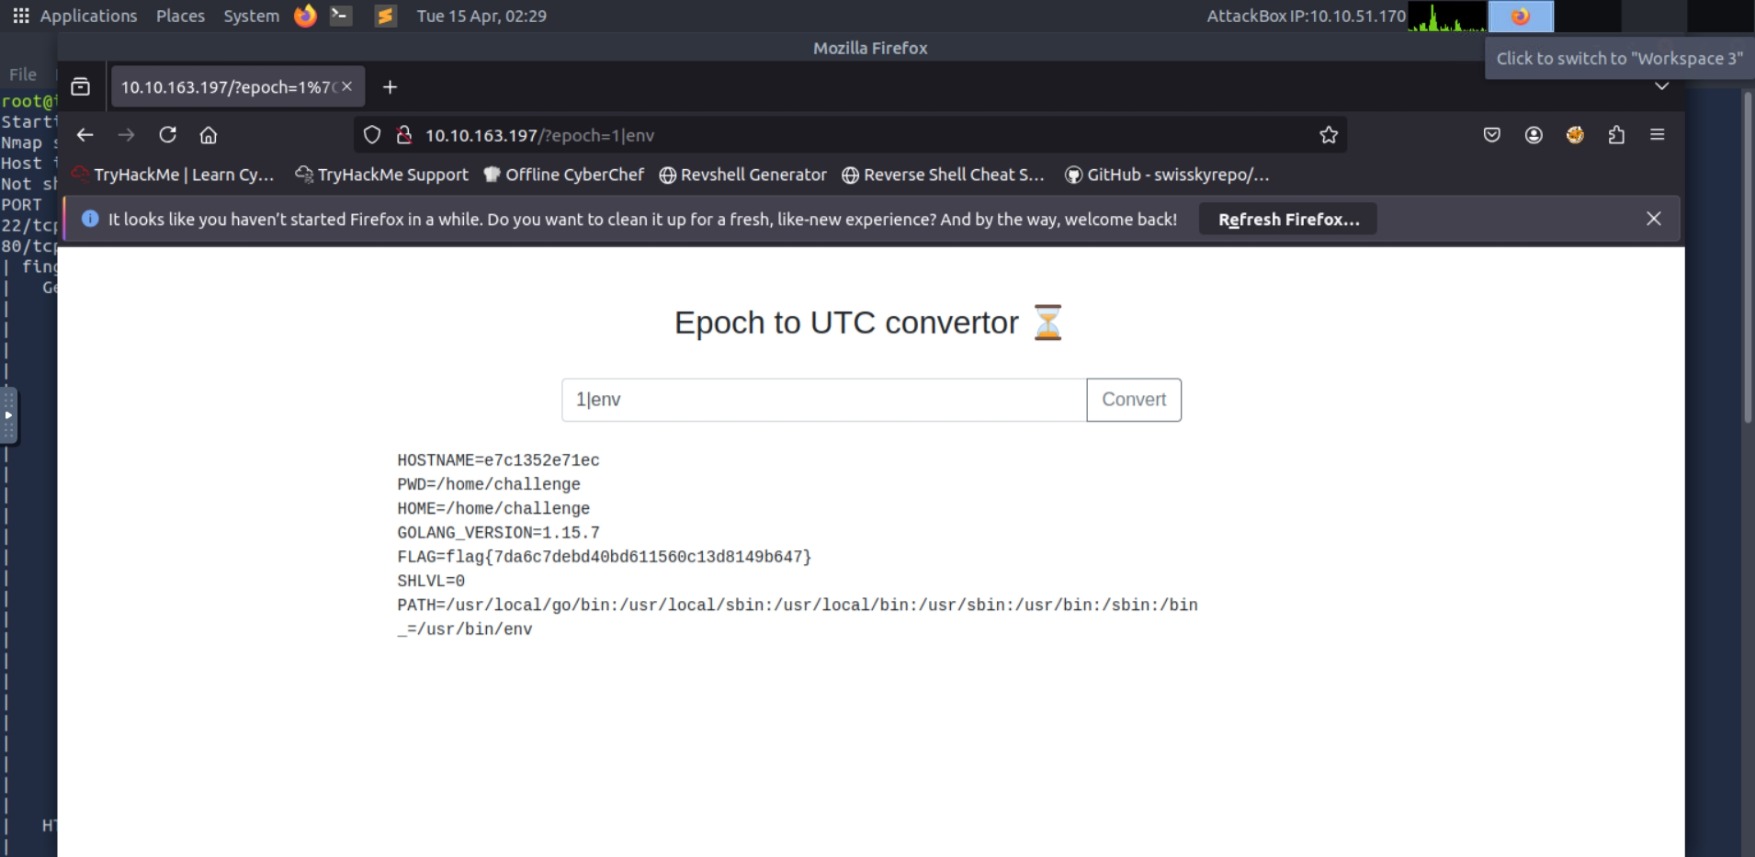 Applications Places System Tue 15 Apr, 02:29 AttackBox IP:10.10.51.170
Mozilla Firefox
Click to switch to "Workspace 3"
File
10.10.163.197/?epoch=1%7
10.10.163.197/?epoch=1|env
TryHackMe | Learn Cy... TryHackMe Support Offline CyberChef Revshell Generator Reverse Shell Cheat S... GitHub - swisskyrepo/...
It looks like you haven't started Firefox in a while. Do you want to clean it up for a fresh, like-new experience? And by the way, welcome back! Refresh Firefox...
root@
Start
Nmap
Host
Not sh
PORT
22/tcp
80/tcp
| fing
| Ge
Epoch to UTC convertor ⏳
1|env Convert
HOSTNAME=e7c1352e71ec
PWD=/home/challenge
HOME=/home/challenge
GOLANG_VERSION=1.15.7
FLAG=flag{7da6c7debd40bd611560c13d8149b647}
SHLVL=0
PATH=/usr/local/go/bin:/usr/local/sbin:/usr/local/bin:/usr/sbin:/usr/bin:/sbin:/bin
_=/usr/bin/env
| HT